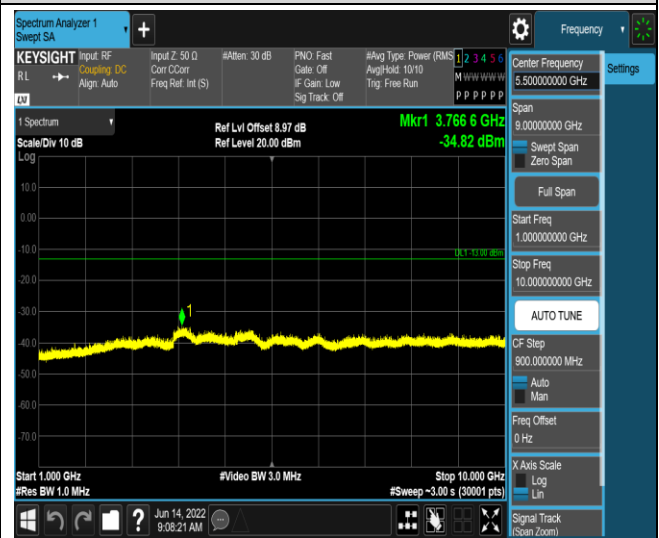 Spectrum Analyzer 1
Swept SA
+
Frequency
KEYSIGHT
RL
LXI
Input: RF
Coupling: DC
Align: Auto
Input Z: 50 Ω
Corr CCorr
Freq Ref: Int (S)
#Atten: 30 dB
PNO: Fast
Gate: Off
IF Gain: Low
Sig Track: Off
#Avg Type: Power (RMS
Avg|Hold: 10/10
Trig: Free Run
1 2 3 4 5 6
M W W W W W
P P P P P P
Center Frequency
5.500000000 GHz
Settings
Span
9.00000000 GHz
Swept Span
Zero Span
Full Span
Start Freq
1.000000000 GHz
Stop Freq
10.000000000 GHz
AUTO TUNE
CF Step
900.000000 MHz
Auto
Man
Freq Offset
0 Hz
X Axis Scale
Log
Lin
Signal Track
(Span Zoom)
1 Spectrum
Scale/Div 10 dB
Log
Ref Lvl Offset 8.97 dB
Ref Level 20.00 dBm
Mkr1 3.766 6 GHz
-34.82 dBm
10.0
0.00
-10.0
DL1 -13.00 dBm
-20.0
-30.0
1
-40.0
-50.0
-60.0
-70.0
Start 1.000 GHz
#Res BW 1.0 MHz
#Video BW 3.0 MHz
Stop 10.000 GHz
#Sweep ~3.00 s (30001 pts)
?
Jun 14, 2022
9:08:21 AM